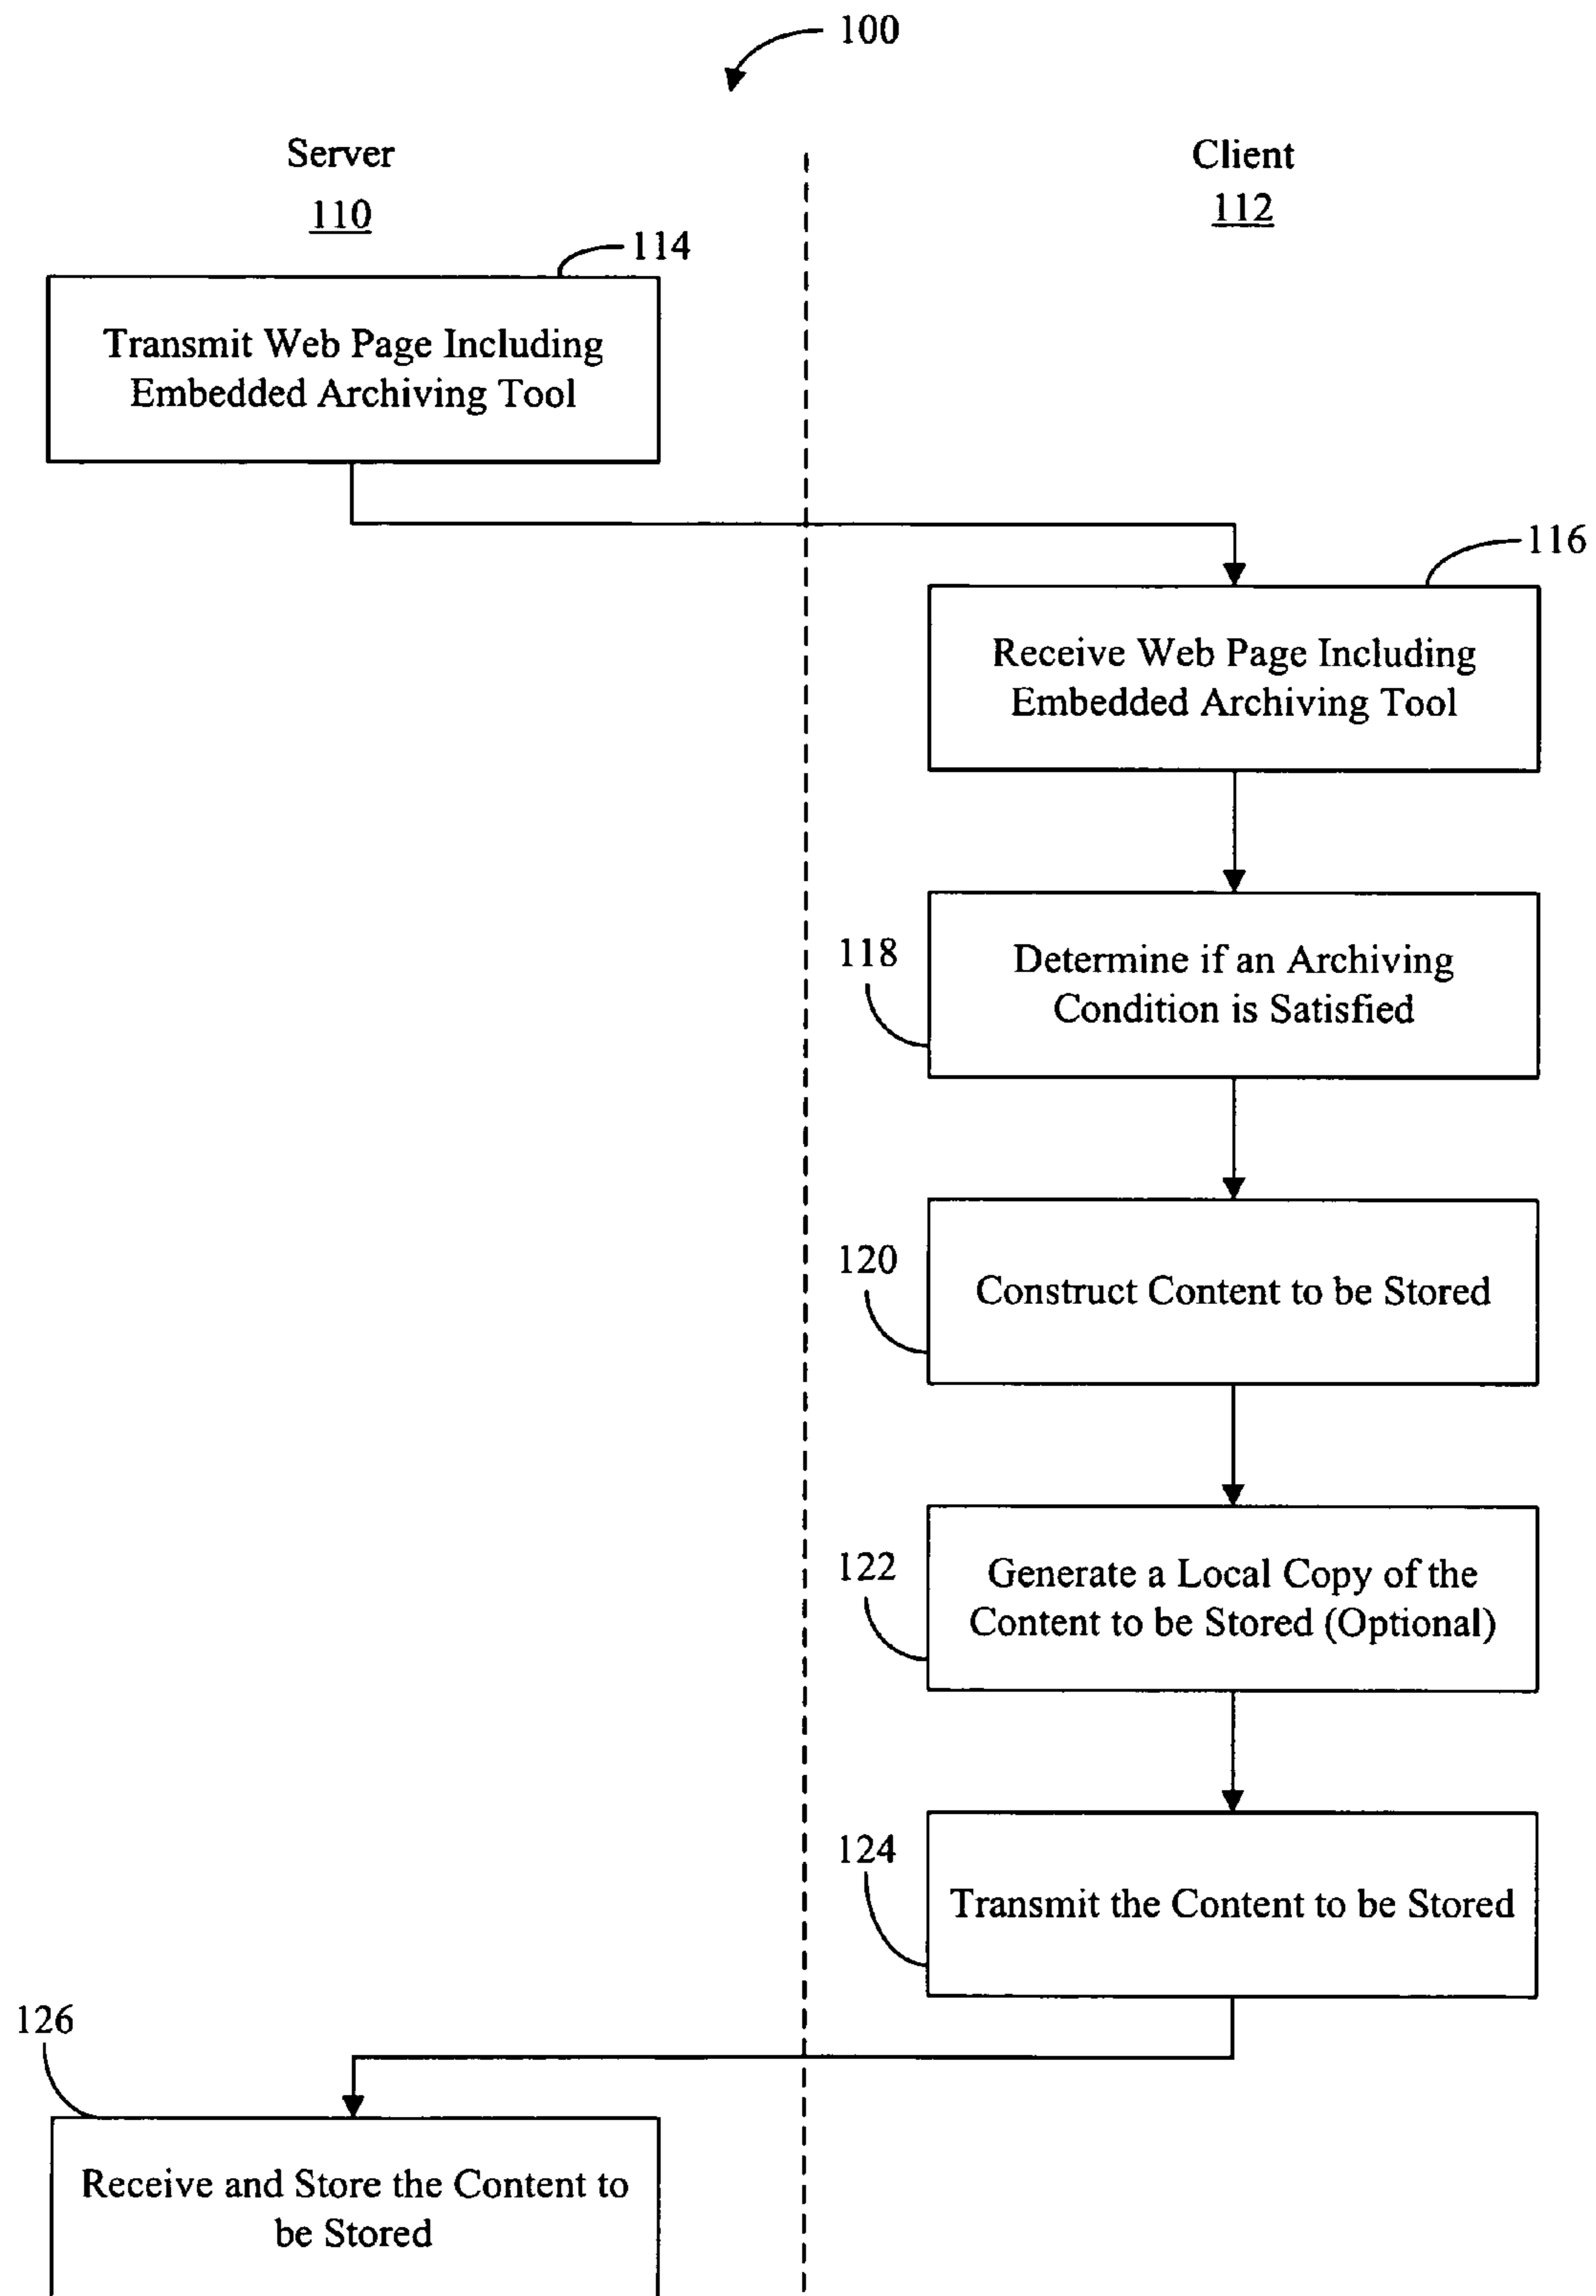 100
Server
110
Client
112
114
Transmit Web Page Including
Embedded Archiving Tool
116
Receive Web Page Including
Embedded Archiving Tool
118
Determine if an Archiving
Condition is Satisfied
120
Construct Content to be Stored
122
Generate a Local Copy of the
Content to be Stored (Optional)
124
Transmit the Content to be Stored
126
Receive and Store the Content to
be Stored